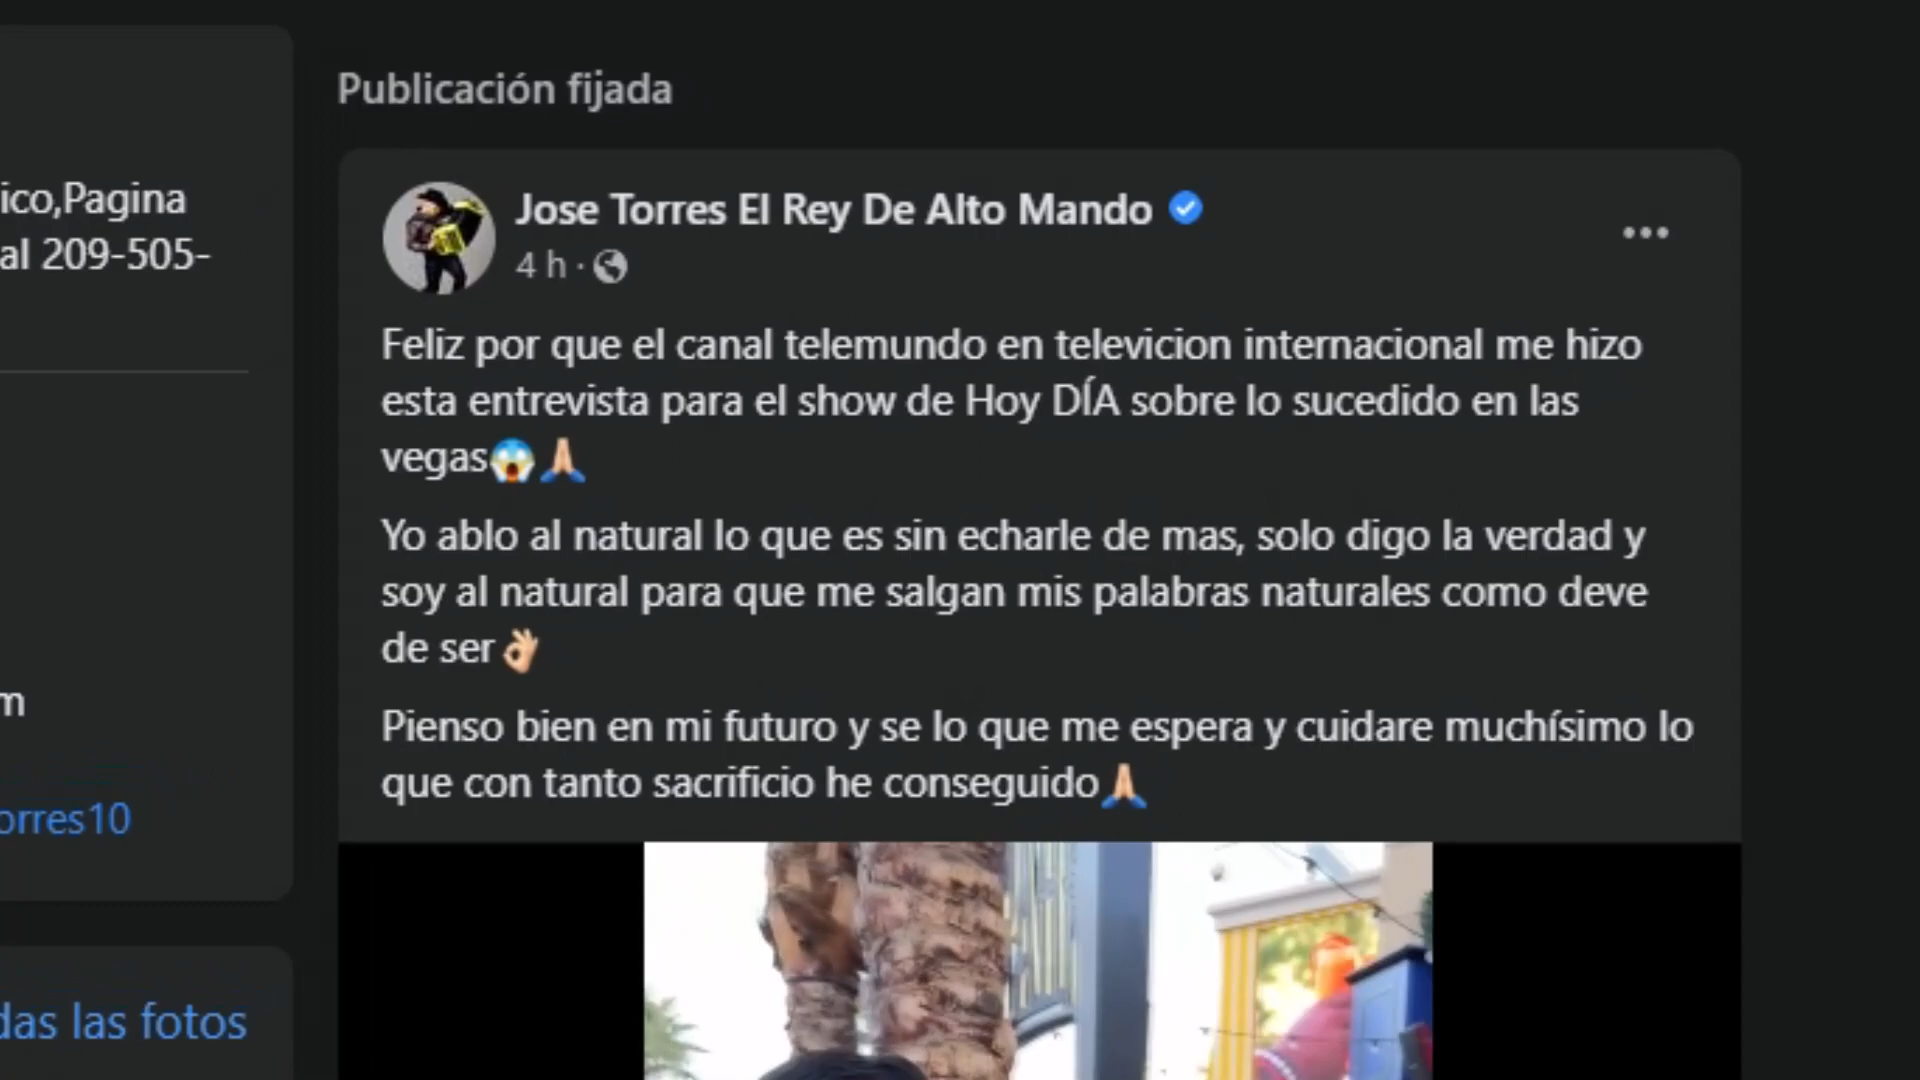 Publicación fijada
ico,Pagina
al 209-505-
Jose Torres El Rey De Alto Mando
4 h ·
Feliz por que el canal telemundo en televicion internacional me hizo
esta entrevista para el show de Hoy DÍA sobre lo sucedido en las
vegas😱🙏🏻
Yo ablo al natural lo que es sin echarle de mas, solo digo la verdad y
soy al natural para que me salgan mis palabras naturales como deve
de ser👌🏻
Pienso bien en mi futuro y se lo que me espera y cuidare muchísimo lo
que con tanto sacrificio he conseguido🙏🏻
m
orres10
das las fotos